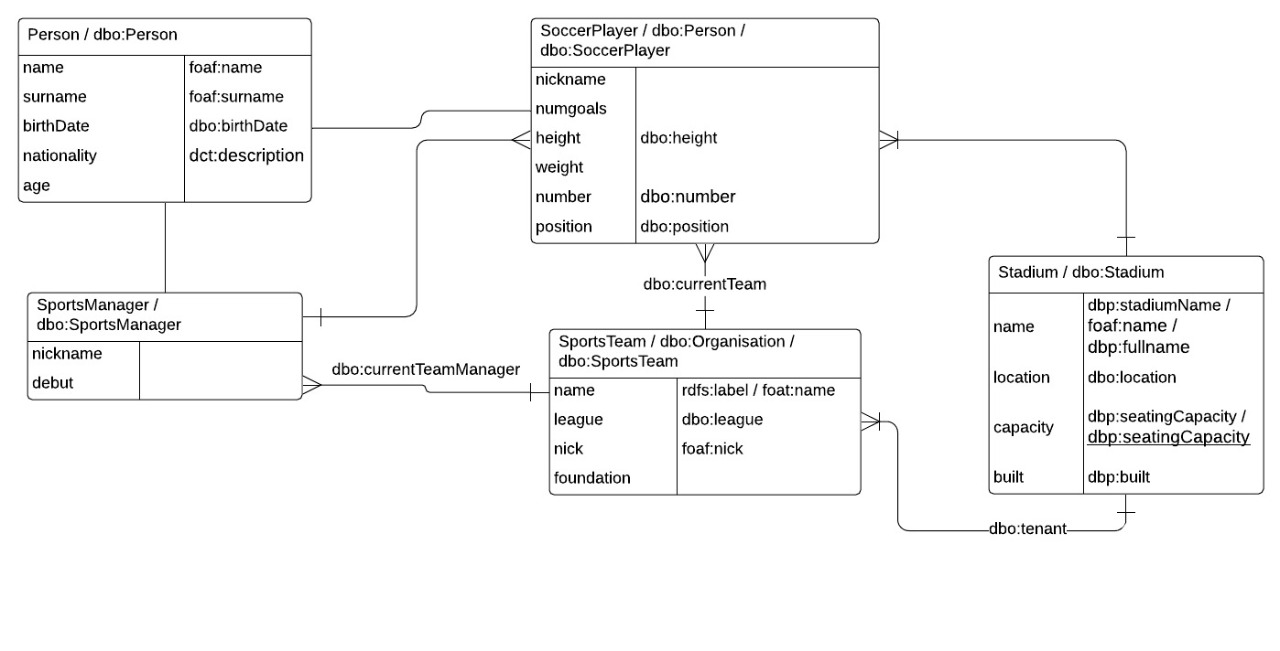 Person / dbo:Person
name foaf:name
surname foaf:surname
birthDate dbo:birthDate
nationality dct:description
age
SoccerPlayer / dbo:Person /
dbo:SoccerPlayer
nickname
numgoals
height dbo:height
weight
number dbo:number
position dbo:position
dbo:currentTeam
Stadium / dbo:Stadium
name
dbp:stadiumName /
foaf:name /
dbp:fullname
location dbo:location
capacity
dbp:seatingCapacity /
dbp:seatingCapacity
built dbp:built
SportsManager /
dbo:SportsManager
nickname
debut
dbo:currentTeamManager
SportsTeam / dbo:Organisation /
dbo:SportsTeam
name rdfs:label / foat:name
league dbo:league
nick foaf:nick
foundation
dbo:tenant